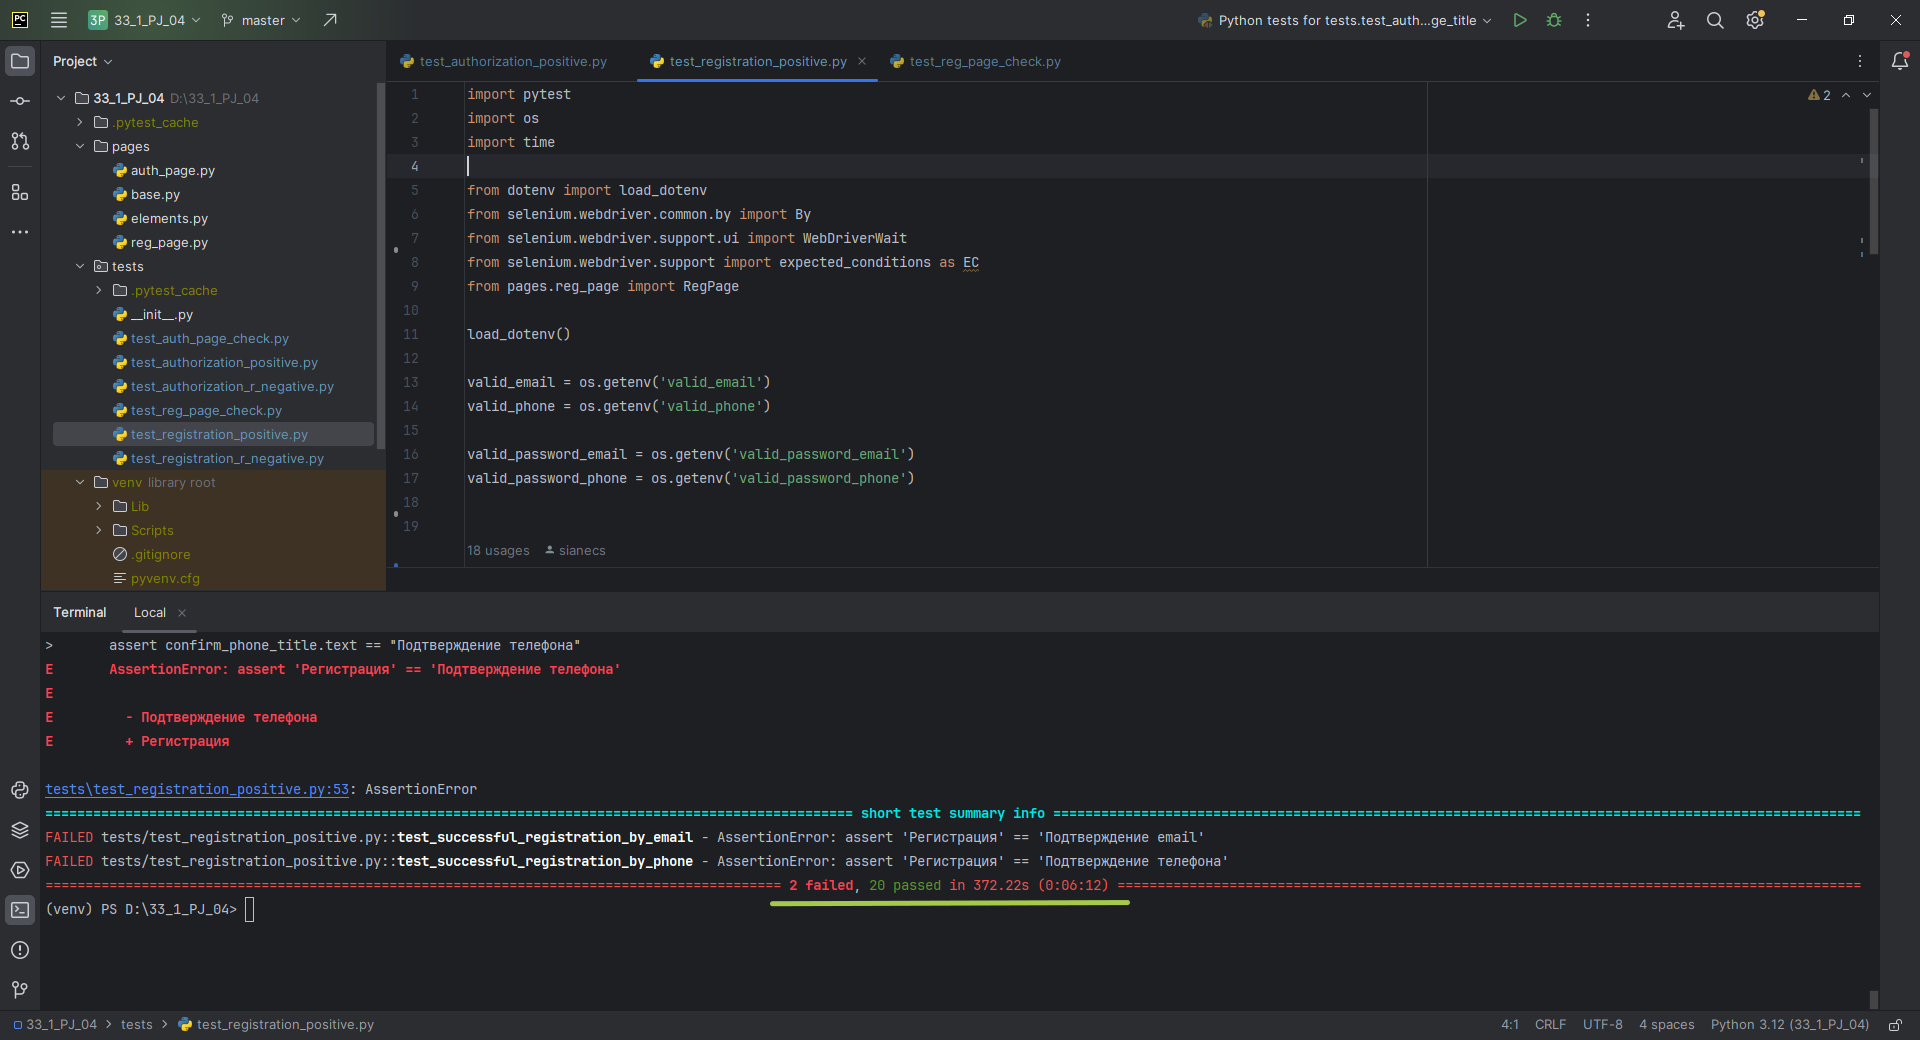 PC 3P 33_1_PJ_04 master Python tests for tests.test_auth...ge_title
Project
33_1_PJ_04 D:\33_1_PJ_04
.pytest_cache
pages
auth_page.py
base.py
elements.py
reg_page.py
tests
.pytest_cache
__init__.py
test_auth_page_check.py
test_authorization_positive.py
test_authorization_r_negative.py
test_reg_page_check.py
test_registration_positive.py
test_registration_r_negative.py
venv library root
Lib
Scripts
.gitignore
pyvenv.cfg
test_authorization_positive.py test_registration_positive.py test_reg_page_check.py
2
1 import pytest
2 import os
3 import time
4
5 from dotenv import load_dotenv
6 from selenium.webdriver.common.by import By
7 from selenium.webdriver.support.ui import WebDriverWait
8 from selenium.webdriver.support import expected_conditions as EC
9 from pages.reg_page import RegPage
10
11 load_dotenv()
12
13 valid_email = os.getenv('valid_email')
14 valid_phone = os.getenv('valid_phone')
15
16 valid_password_email = os.getenv('valid_password_email')
17 valid_password_phone = os.getenv('valid_password_phone')
18
19
18 usages sianecs
Terminal Local
> assert confirm_phone_title.text == "Подтверждение телефона"
E AssertionError: assert 'Регистрация' == 'Подтверждение телефона'
E
E - Подтверждение телефона
E + Регистрация
tests\test_registration_positive.py:53: AssertionError
===== short test summary info =====
FAILED tests/test_registration_positive.py::test_successful_registration_by_email - AssertionError: assert 'Регистрация' == 'Подтверждение email'
FAILED tests/test_registration_positive.py::test_successful_registration_by_phone - AssertionError: assert 'Регистрация' == 'Подтверждение телефона'
===== 2 failed, 20 passed in 372.22s (0:06:12) =====
(venv) PS D:\33_1_PJ_04>
33_1_PJ_04 > tests > test_registration_positive.py 4:1 CRLF UTF-8 4 spaces Python 3.12 (33_1_PJ_04)